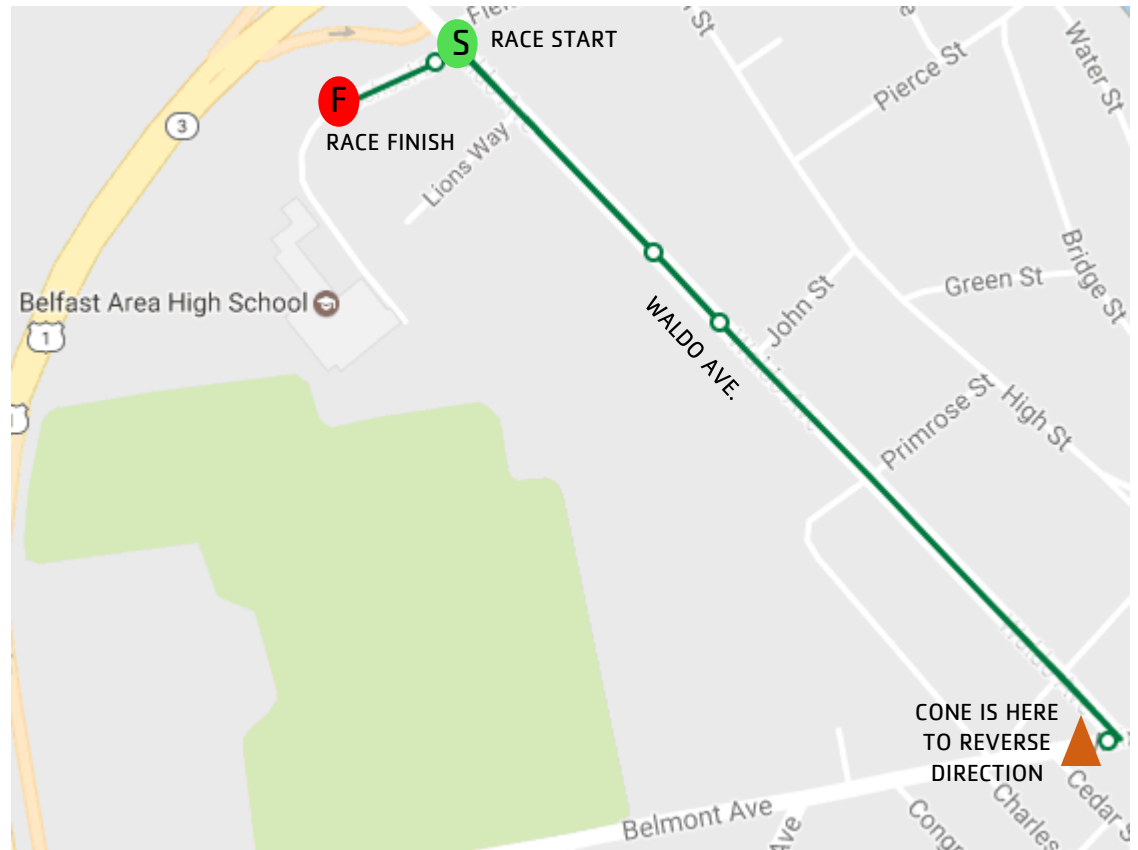 S
RACE START
F
RACE FINISH
3
Lions Way
Pierce St
Water St
St
Belfast Area High School
1
Green St
Bridge St
John St
WALDO AVE.
Primrose St
High St
CONE IS HERE
TO REVERSE
DIRECTION
Belmont Ave
Ave
Cedar S
Charles
Congr